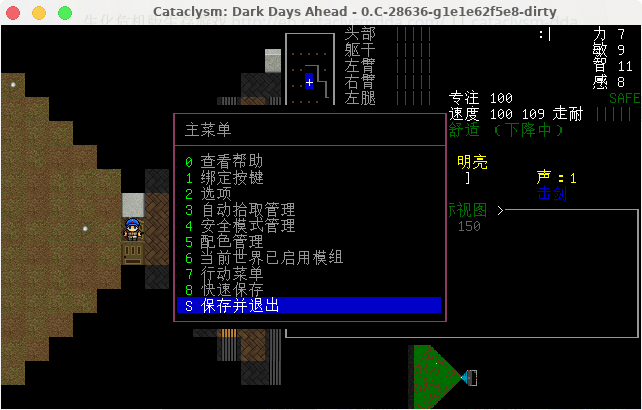 Cataclysm: Dark Days Ahead - 0.C-28636-g1e1e62f5e8-dirty
头部 ||||| :| 力 7
躯干 ||||| 敏 9
左臂 ||||| 智 11
右臂 ||||| 感 8
左腿 ||||| 专注 100 SAFE
速度 100 109 走耐 |||||
舒适 (下降中)
主菜单
明亮
0 查看帮助
1 绑定按键 ] 声：1
2 选项 击剑
3 自动拾取管理 标视图 >
4 安全模式管理 150
5 配色管理
6 当前世界已启用模组
7 行动菜单
8 快速保存
S 保存并退出